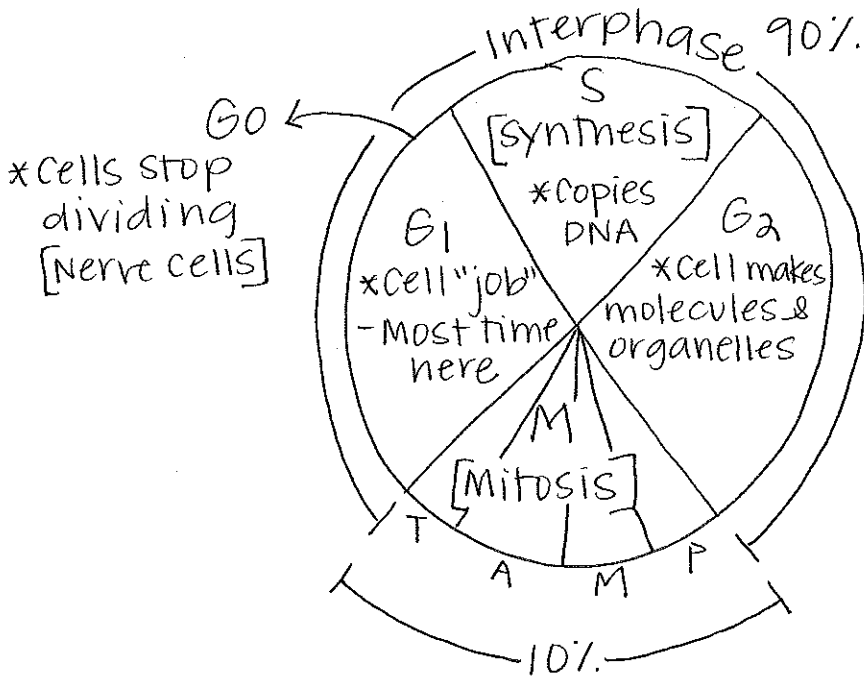 Interphase 90%.
G0
*Cells stop
dividing
[Nerve cells]
S
[synthesis]
*Copies
DNA
G1
*Cell "job"
-Most time
here
G2
*Cell makes
molecules &
organelles
M
[Mitosis]
T
A
M
P
10%.